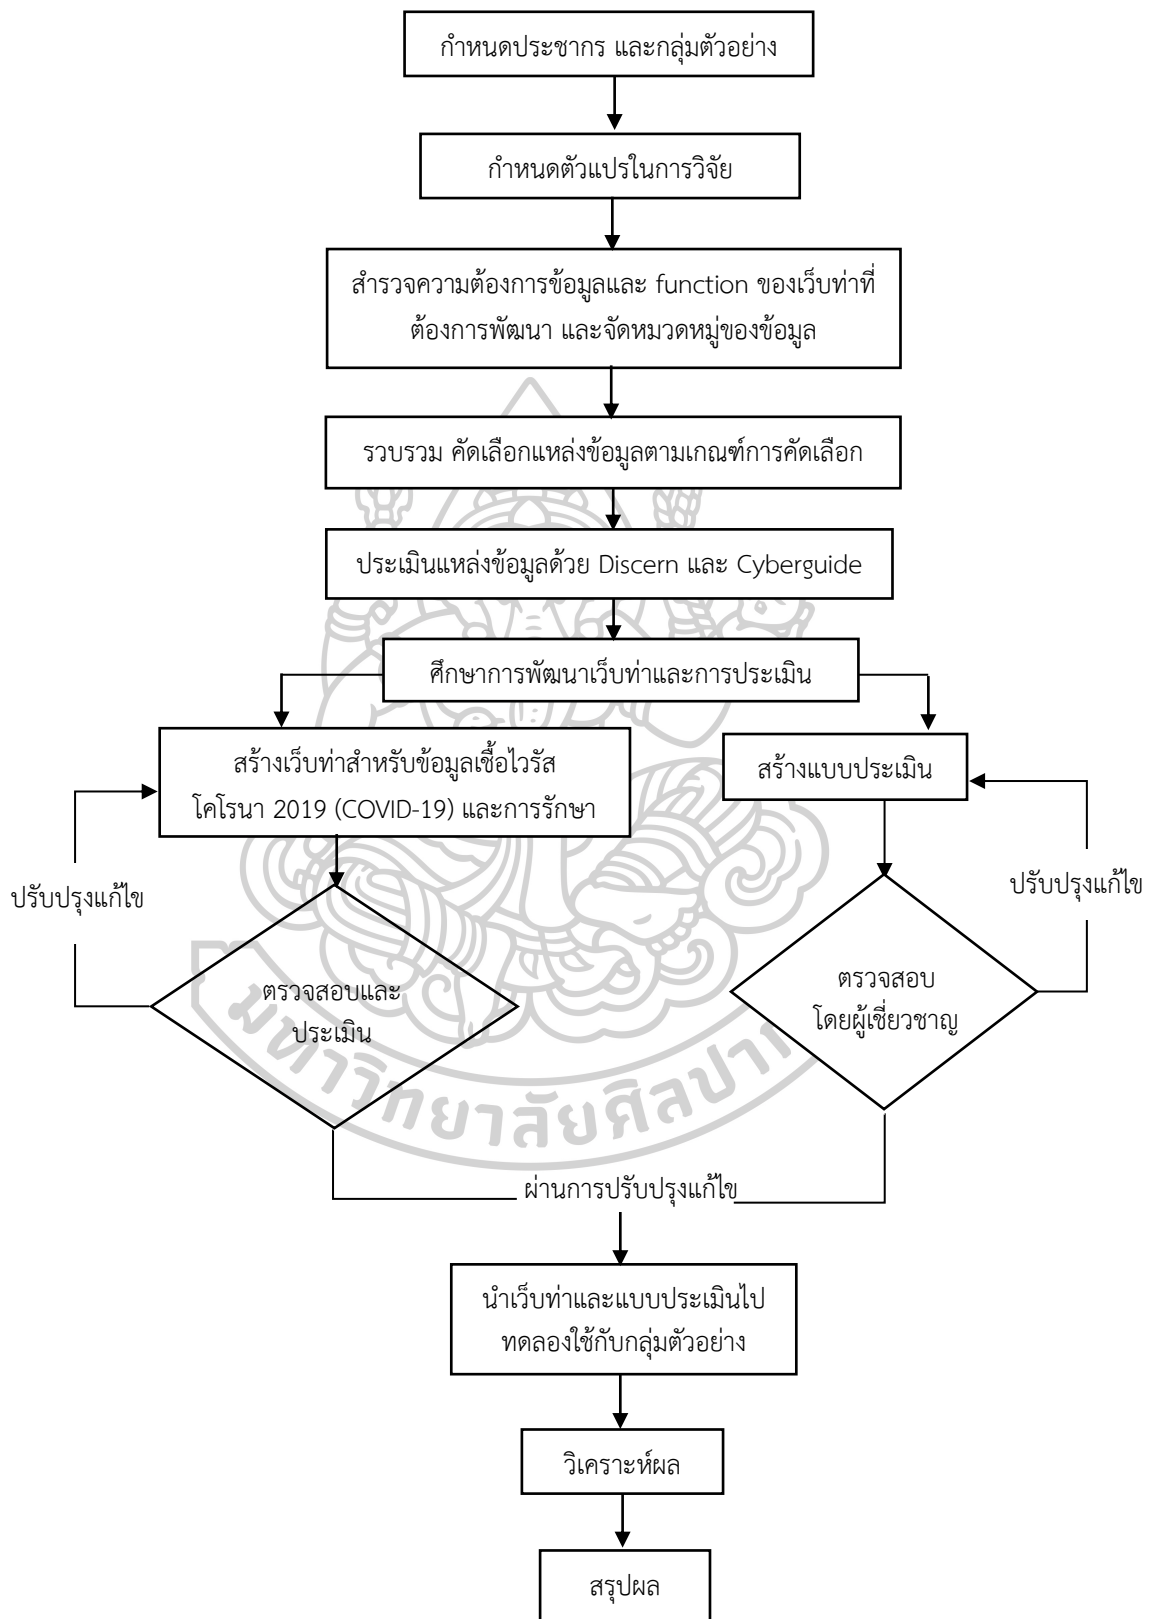 กำหนดประชากร และกลุ่มตัวอย่าง
กำหนดตัวแปรในการวิจัย
สำรวจความต้องการข้อมูลและ function ของเว็บท่าที่
ต้องการพัฒนา และจัดหมวดหมู่ของข้อมูล
รวบรวม คัดเลือกแหล่งข้อมูลตามเกณฑ์การคัดเลือก
ประเมินแหล่งข้อมูลด้วย Discern และ Cyberguide
ศึกษาการพัฒนาเว็บท่าและการประเมิน
สร้างเว็บท่าสำหรับข้อมูลเชื้อไวรัส
โคโรนา 2019 (COVID-19) และการรักษา
สร้างแบบประเมิน
ปรับปรุงแก้ไข
ปรับปรุงแก้ไข
ตรวจสอบและ
ประเมิน
ตรวจสอบ
โดยผู้เชี่ยวชาญ
มหาวิทยาลัยศิลปา
ผ่านการปรับปรุงแก้ไข
นำเว็บท่าและแบบประเมินไป
ทดลองใช้กับกลุ่มตัวอย่าง
วิเคราะห์ผล
สรุปผล